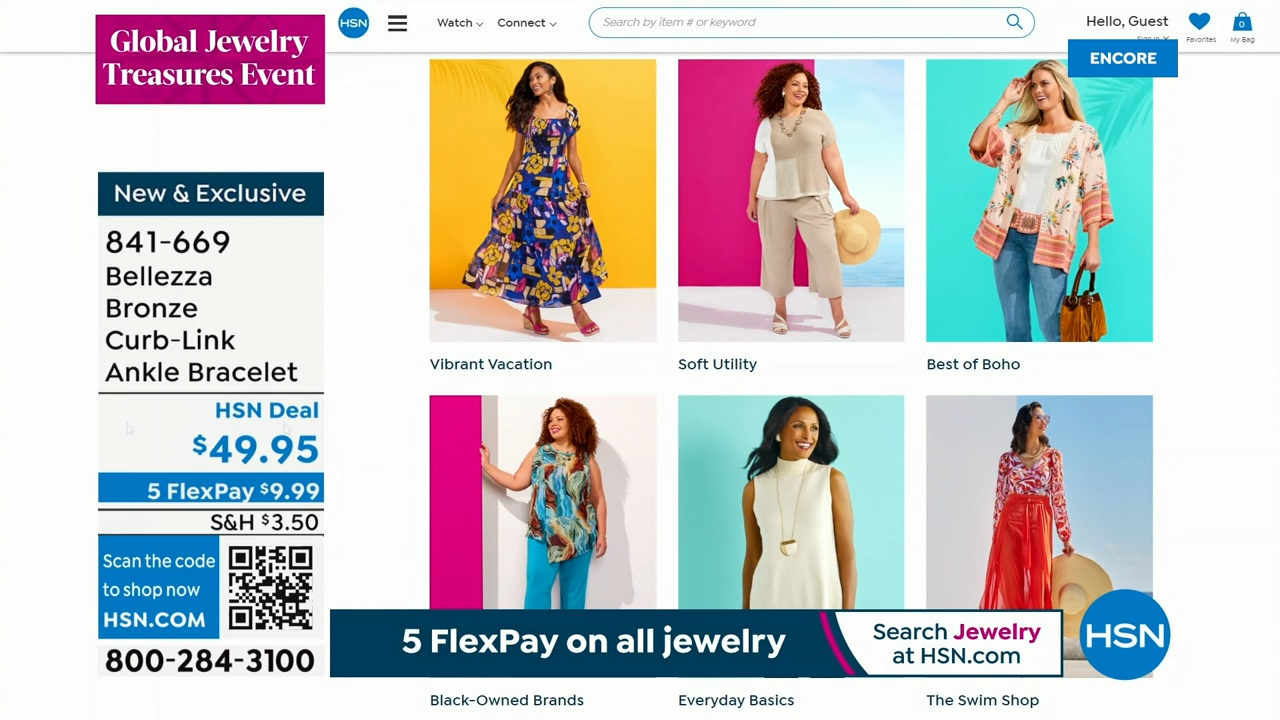 Global Jewelry
Treasures Event
HSN
Watch
Connect
Search by item # or keyword
Hello, Guest
Sign In
Favorites
0
My Bag
ENCORE
New & Exclusive
841-669
Bellezza
Bronze
Curb-Link
Ankle Bracelet
HSN Deal
$49.95
5 FlexPay $9.99
S&H $3.50
Scan the code
to shop now
HSN.COM
800-284-3100
Vibrant Vacation
Soft Utility
Best of Boho
5 FlexPay on all jewelry
Search Jewelry
at HSN.com
HSN
Black-Owned Brands
Everyday Basics
The Swim Shop